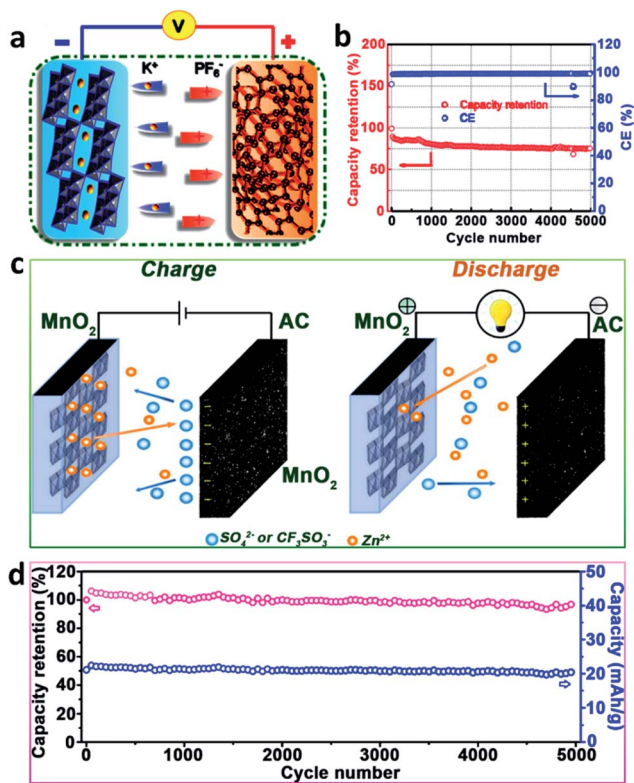 a
V
−
+
K⁺
PF₆⁻
b
Capacity retention (%)
200
150
100
50
0
Capacity retention
CE
120
100
80
60
40
20
0
CE (%)
0 1000 2000 3000 4000 5000
Cycle number
c
Charge
Discharge
MnO₂
AC
MnO₂
+
−
MnO₂
AC
SO₄²⁻ or CF₃SO₃⁻
Zn²⁺
d
Capacity retention (%)
120
100
80
60
40
20
0
50
40
30
20
10
0
Capacity (mAh/g)
0 1000 2000 3000 4000 5000
Cycle number